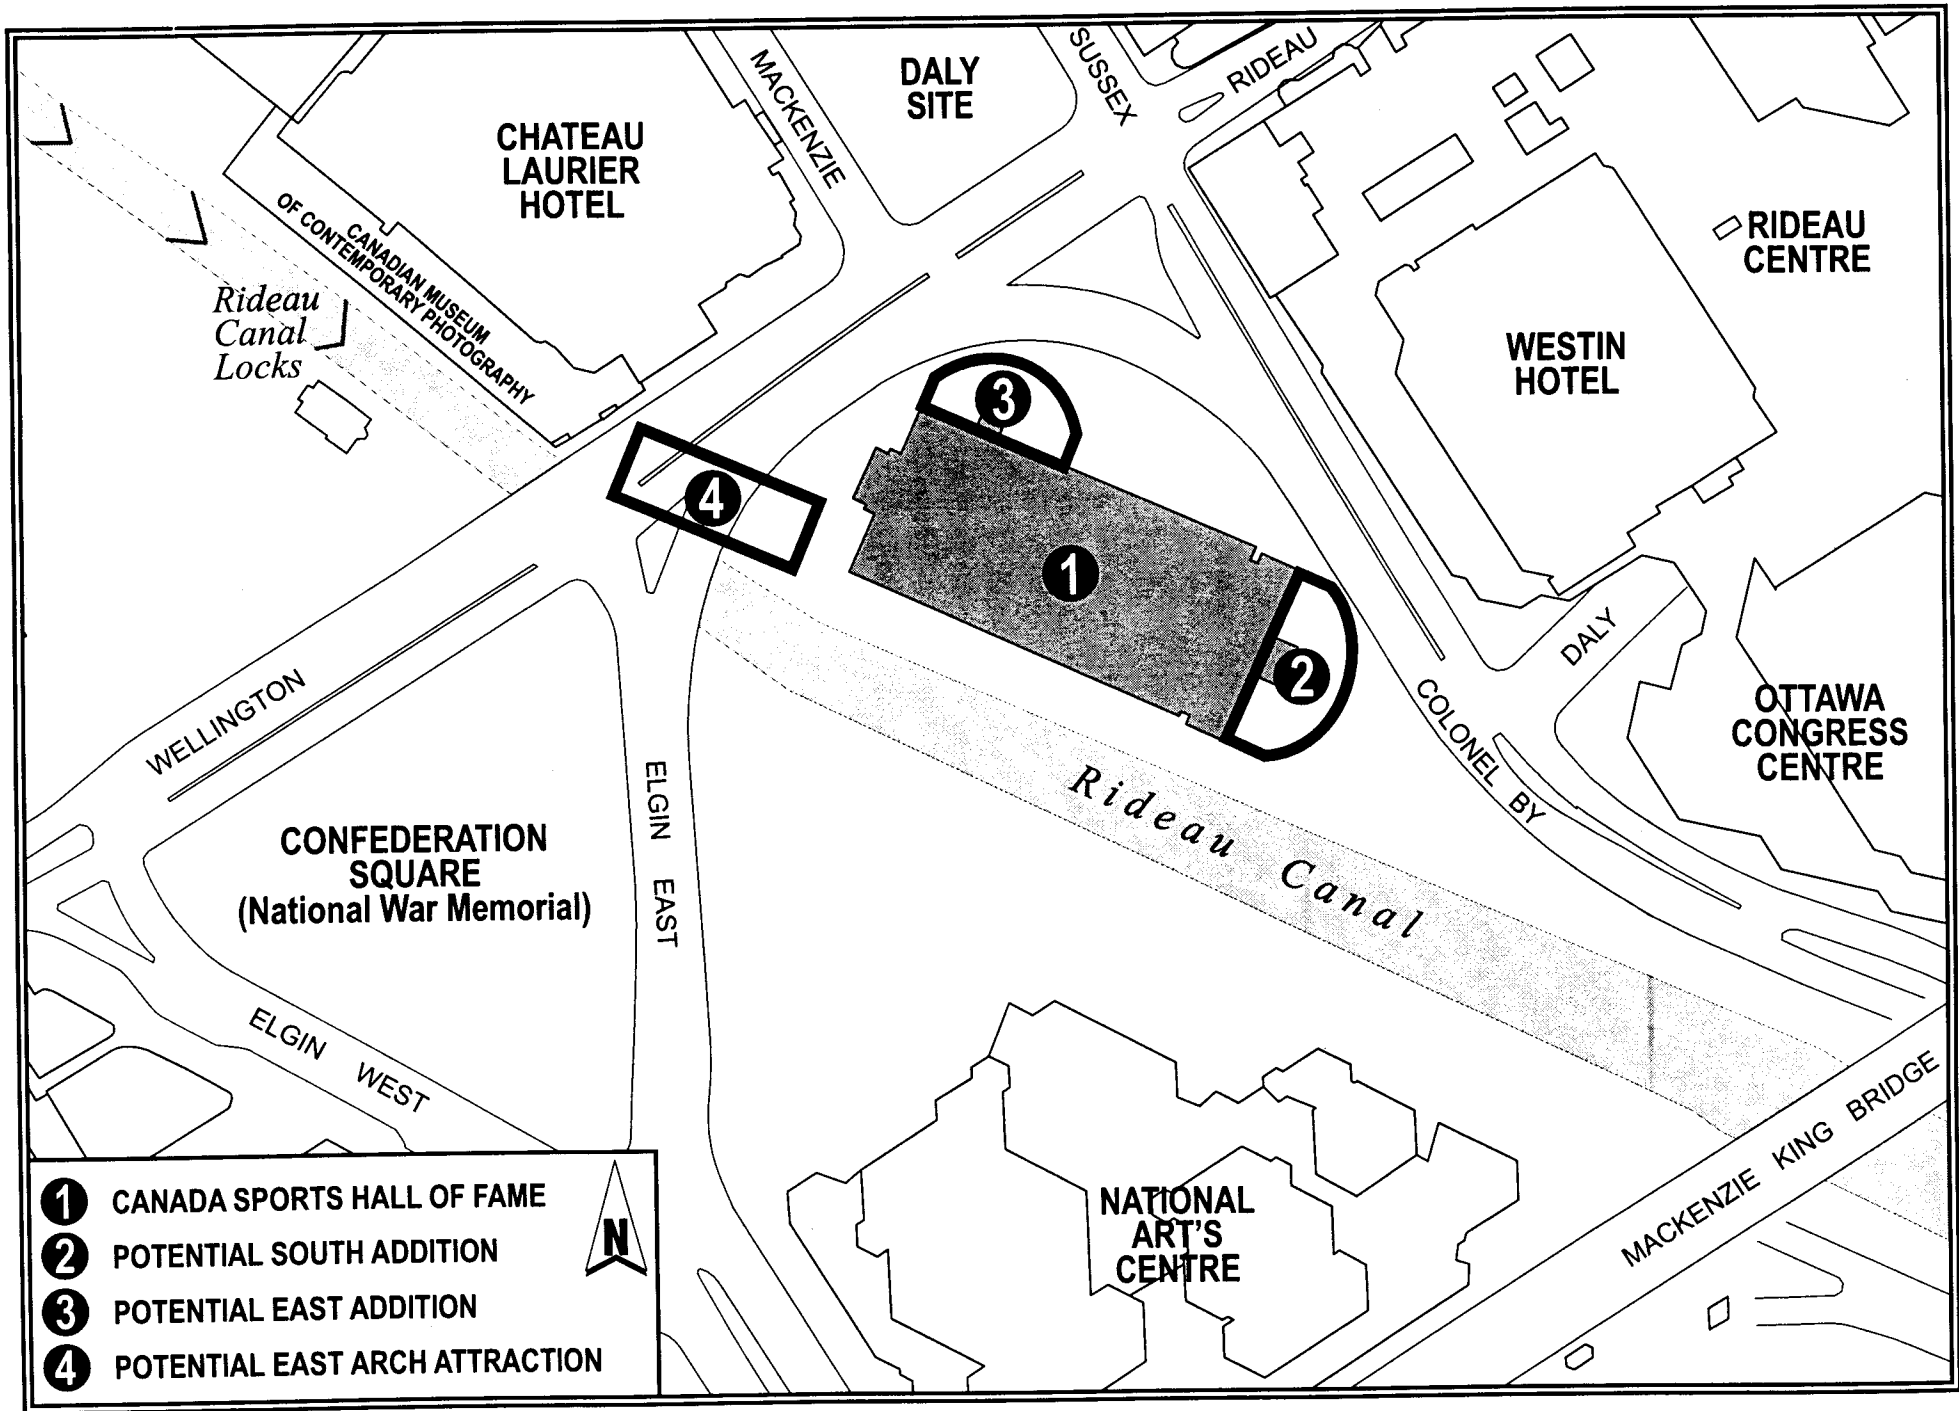 MACKENZIE
DALY
SITE
SUSSEX
RIDEAU
CHATEAU
LAURIER
HOTEL
CANADIAN MUSEUM
OF CONTEMPORARY PHOTOGRAPHY
RIDEAU
CENTRE
Rideau
Canal
Locks
WESTIN
HOTEL
3
4
1
2
DALY
WELLINGTON
COLONEL BY
OTTAWA
CONGRESS
CENTRE
ELGIN EAST
Rideau Canal
CONFEDERATION
SQUARE
(National War Memorial)
ELGIN WEST
MACKENZIE KING BRIDGE
NATIONAL
ART'S
CENTRE
1 CANADA SPORTS HALL OF FAME
2 POTENTIAL SOUTH ADDITION
3 POTENTIAL EAST ADDITION
4 POTENTIAL EAST ARCH ATTRACTION
N